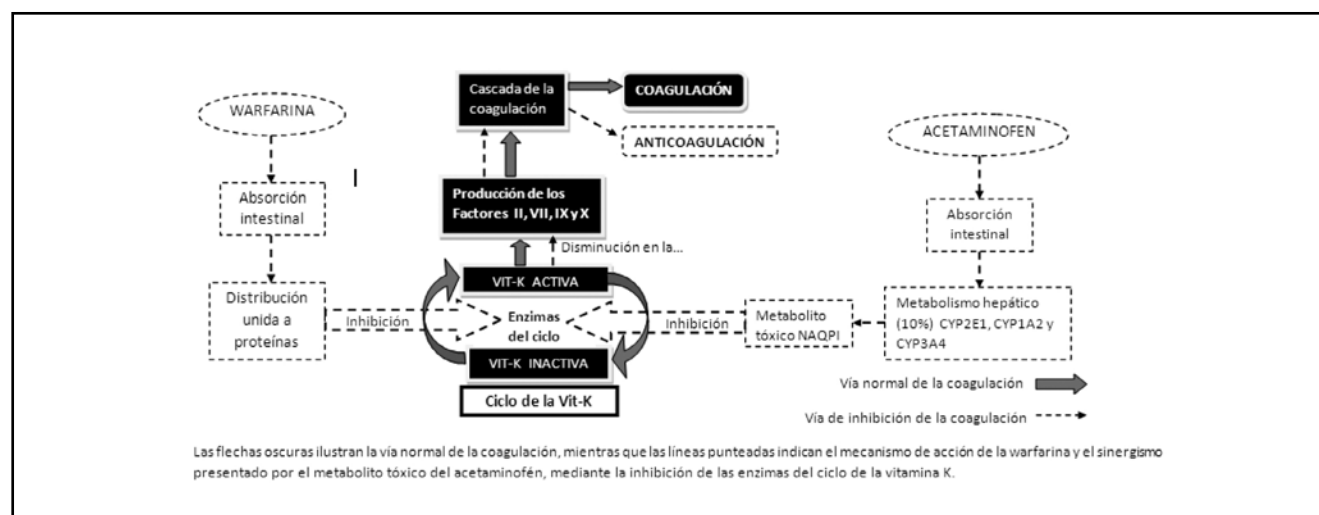 WARFARINA
Absorción
intestinal
Distribución
unida a
proteínas
Inhibición
Cascada de la
coagulación
COAGULACIÓN
ANTICOAGULACIÓN
Producción de los
Factores II, VII, IX y X
Disminución en la...
VIT-K ACTIVA
Enzimas
del ciclo
VIT-K INACTIVA
Ciclo de la Vit-K
ACETAMINOFEN
Absorción
intestinal
Metabolismo hepático
(10%) CYP2E1, CYP1A2 y
CYP3A4
Metabolito
tóxico NAQPI
Inhibición
Vía normal de la coagulación
Vía de inhibición de la coagulación
Las flechas oscuras ilustran la vía normal de la coagulación, mientras que las líneas punteadas indican el mecanismo de acción de la warfarina y el sinergismo
presentado por el metabolito tóxico del acetaminofén, mediante la inhibición de las enzimas del ciclo de la vitamina K.